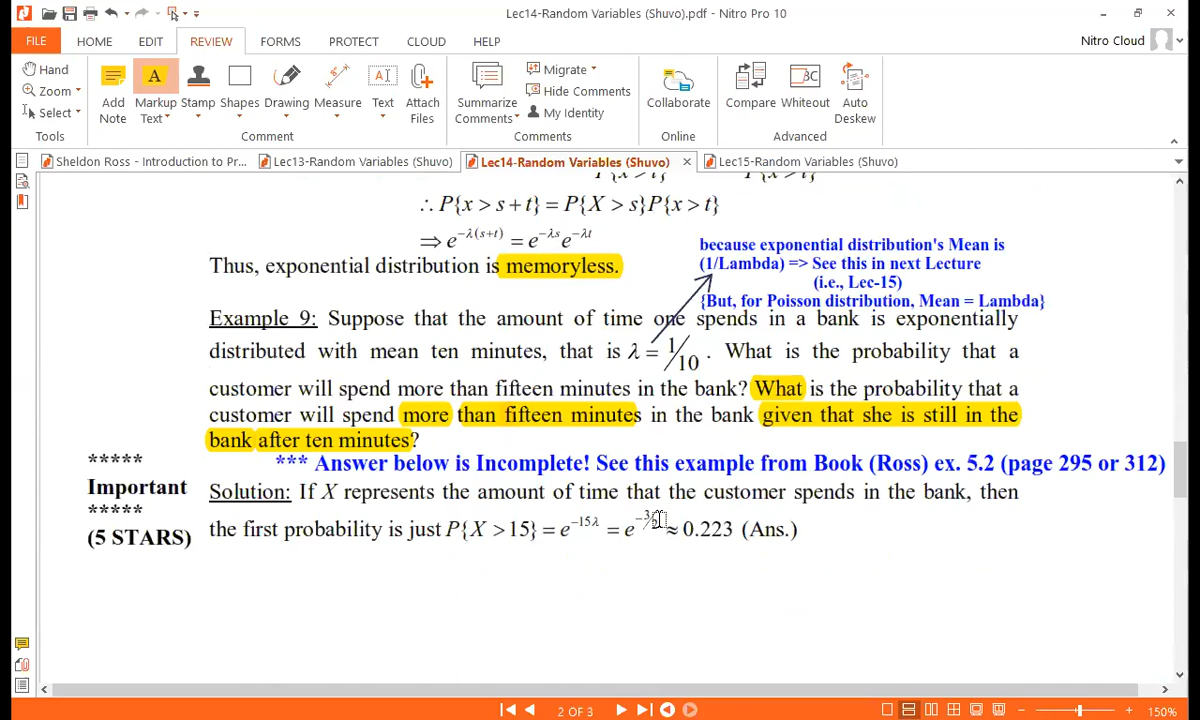 Lec14-Random Variables (Shuvo).pdf - Nitro Pro 10
FILE HOME EDIT REVIEW FORMS PROTECT CLOUD HELP Nitro Cloud
Hand
Zoom
Select
Tools
Add Note
Markup Text
Stamp
Shapes
Drawing
Measure
Text
Attach Files
Comment
Summarize Comments
Migrate
Hide Comments
My Identity
Comments
Collaborate
Online
Compare
Whiteout
Auto Deskew
Advanced
Sheldon Ross - Introduction to Pr... Lec13-Random Variables (Shuvo) Lec14-Random Variables (Shuvo) Lec15-Random Variables (Shuvo)
P{x > t} P{x > t}
∴ P{x > s + t} = P{X > s}P{x > t}
⇒ e^{−λ(s+t)} = e^{−λs} e^{−λt}
Thus, exponential distribution is memoryless.
because exponential distribution's Mean is
(1/Lambda) => See this in next Lecture
(i.e., Lec-15)
{But, for Poisson distribution, Mean = Lambda}
Example 9: Suppose that the amount of time one spends in a bank is exponentially
distributed with mean ten minutes, that is λ = 1/10 . What is the probability that a
customer will spend more than fifteen minutes in the bank? What is the probability that a
customer will spend more than fifteen minutes in the bank given that she is still in the
bank after ten minutes?
*** Answer below is Incomplete! See this example from Book (Ross) ex. 5.2 (page 295 or 312)
*****
Important
*****
(5 STARS)
Solution: If X represents the amount of time that the customer spends in the bank, then
the first probability is just P{X > 15} = e^{−15λ} = e^{−3/2} ≈ 0.223 (Ans.)
2 OF 3
150%